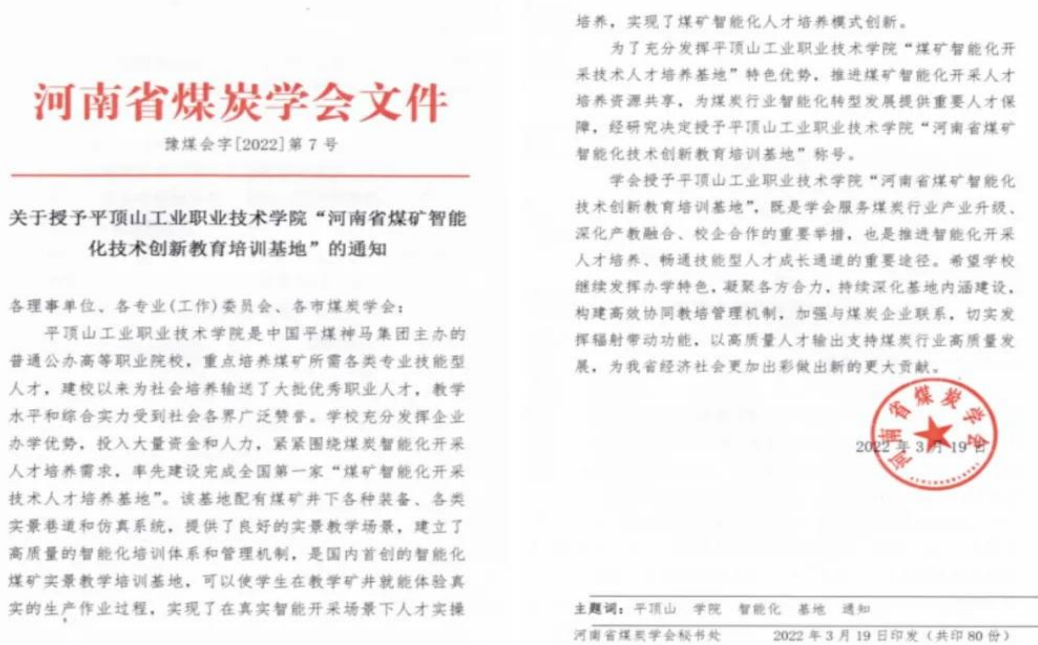 河南省煤炭学会文件
豫煤会字[2022]第7号
关于授予平顶山工业职业技术学院“河南省煤矿智能
化技术创新教育培训基地”的通知
各理事单位、各专业(工作)委员会、各市煤炭学会：
平顶山工业职业技术学院是中国平煤神马集团主办的
普通公办高等职业院校，重点培养煤矿所需各类专业技能型
人才，建校以来为社会培养输送了大批优秀职业人才，教学
水平和综合实力受到社会各界广泛赞誉。学校充分发挥企业
办学优势，投入大量资金和人力，紧紧围绕煤炭智能化开采
人才培养需求，率先建设完成全国第一家“煤矿智能化开采
技术人才培养基地”。该基地配有煤矿井下各种装备、各类
实景巷道和仿真系统，提供了良好的实景教学场景，建立了
高质量的智能化培训体系和管理机制，是国内首创的智能化
煤矿实景教学培训基地，可以使学生在教学矿井就能体验真
实的生产作业过程，实现了在真实智能开采场景下人才实操
培养，实现了煤矿智能化人才培养模式创新。
为了充分发挥平顶山工业职业技术学院“煤矿智能化开
采技术人才培养基地”特色优势，推进煤矿智能化开采人才
培养资源共享，为煤炭行业智能化转型发展提供重要人才保
障，经研究决定授予平顶山工业职业技术学院“河南省煤矿
智能化技术创新教育培训基地”称号。
学会授予平顶山工业职业技术学院“河南省煤矿智能化
技术创新教育培训基地”，既是学会服务煤炭行业产业升级、
深化产教融合、校企合作的重要举措，也是推进智能化开采
人才培养、畅通技能型人才成长通道的重要途径。希望学校
继续发挥办学特色，凝聚各方合力，持续深化基地内涵建设，
构建高效协同教培管理机制，加强与煤炭企业联系，切实发
挥辐射带动功能，以高质量人才输出支持煤炭行业高质量发
展，为我省经济社会更加出彩做出新的更大贡献。
河南省煤炭学会
2022年3月19日
主题词：平顶山 学院 智能化 基地 通知
河南省煤炭学会秘书处 2022年3月19日印发（共印80份）